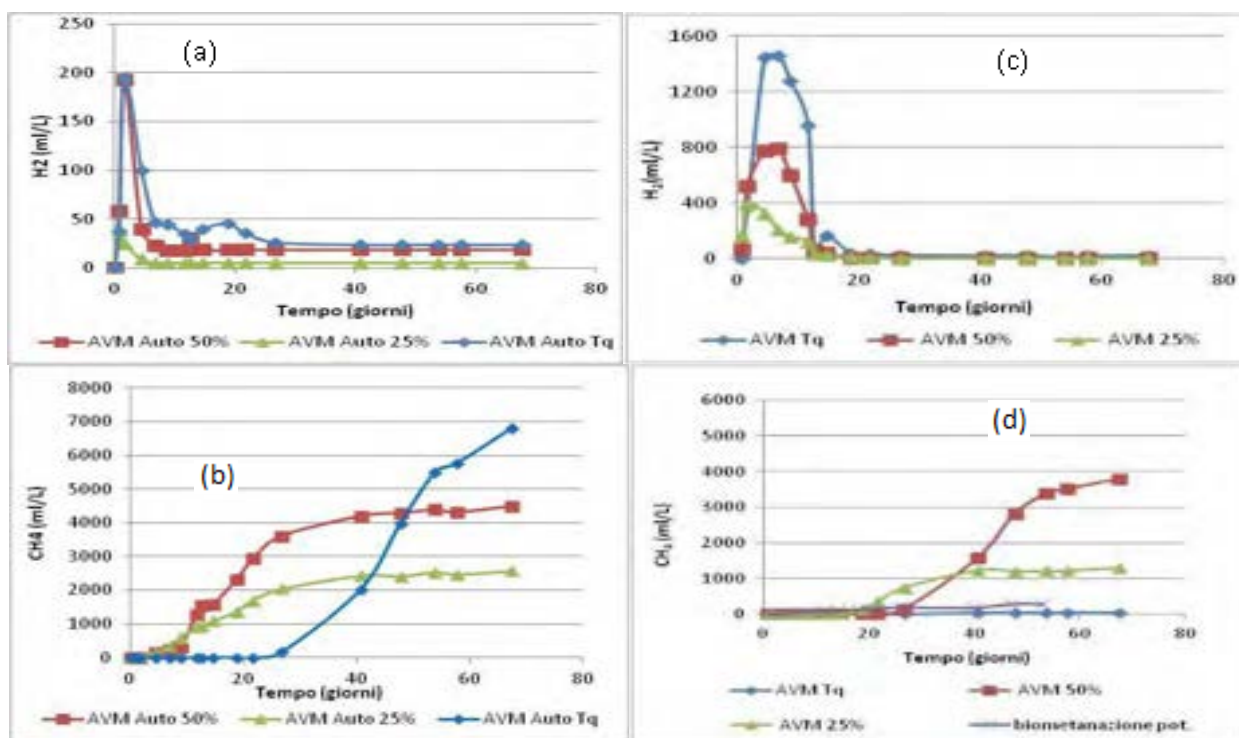 (a)
H2 (ml/L)
250
200
150
100
50
0
0 20 40 60 80
Tempo (giorni)
AVM Auto 50% AVM Auto 25% AVM Auto Tq
(c)
H₂(ml/L)
1600
1200
800
400
0
0 20 40 60 80
Tempo (giorni)
AVM Tq AVM 50% AVM 25%
(b)
CH4 (ml/L)
8000
7000
6000
5000
4000
3000
2000
1000
0
0 20 40 60 80
Tempo (giorni)
AVM Auto 50% AVM Auto 25% AVM Auto Tq
(d)
CH₄ (ml/L)
6000
5000
4000
3000
2000
1000
0
0 20 40 60 80
Tempo (giorni)
AVM Tq AVM 50%
AVM 25% biometanazione pot.